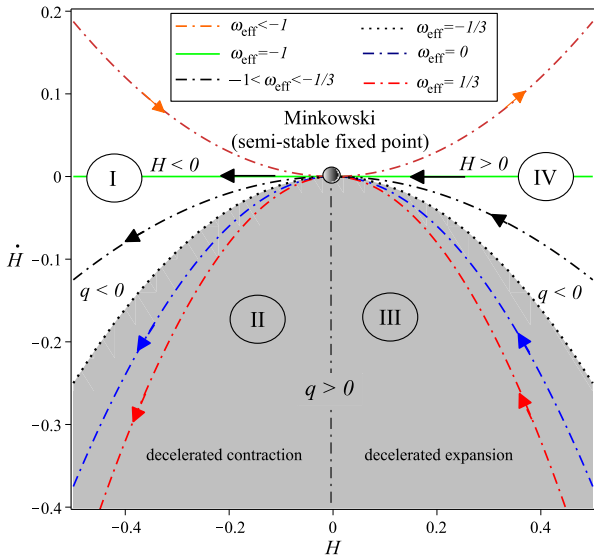 0.2
ω_eff<−1
ω_eff=−1/3
ω_eff=−1
ω_eff= 0
−1< ω_eff<−1/3
ω_eff= 1/3
0.1
Minkowski
(semi-stable fixed point)
H < 0
H > 0
I
IV
0
Ḣ
−0.1
q < 0
q < 0
II
III
−0.2
q > 0
−0.3
decelerated contraction
decelerated expansion
−0.4
−0.4
−0.2
0
0.2
0.4
H